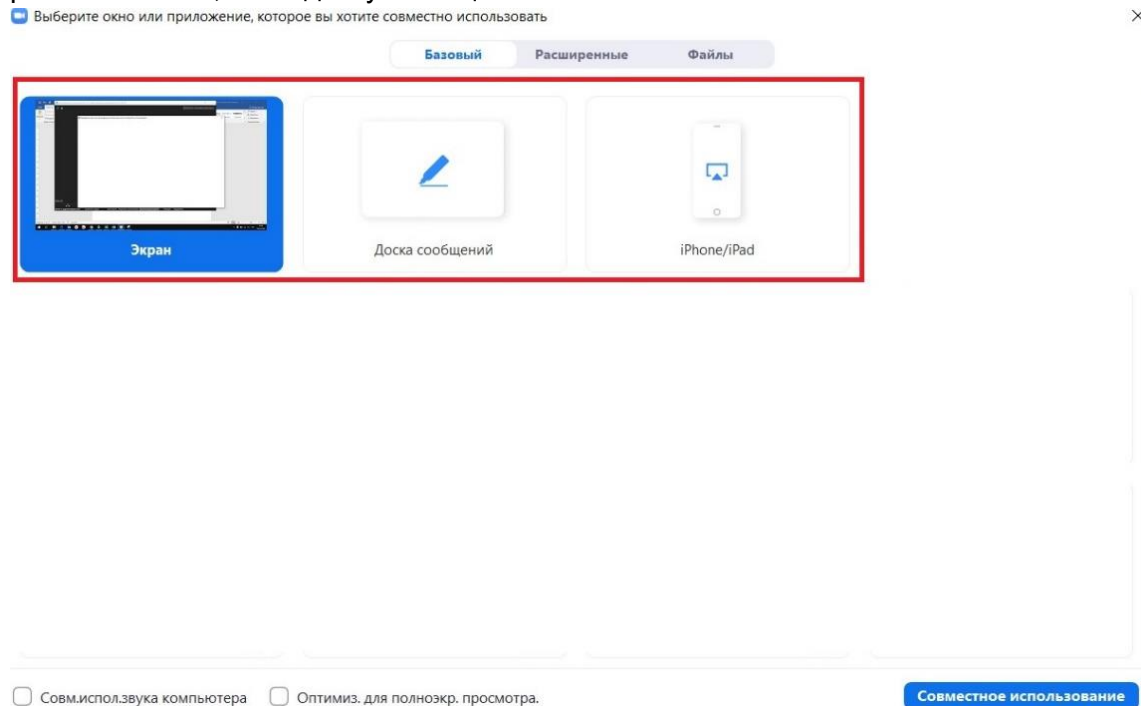 Выберите окно или приложение, которое вы хотите совместно использовать
Базовый Расширенные Файлы
Экран Доска сообщений iPhone/iPad
Совм.испол.звука компьютера Оптимиз. для полноэкр. просмотра. Совместное использование